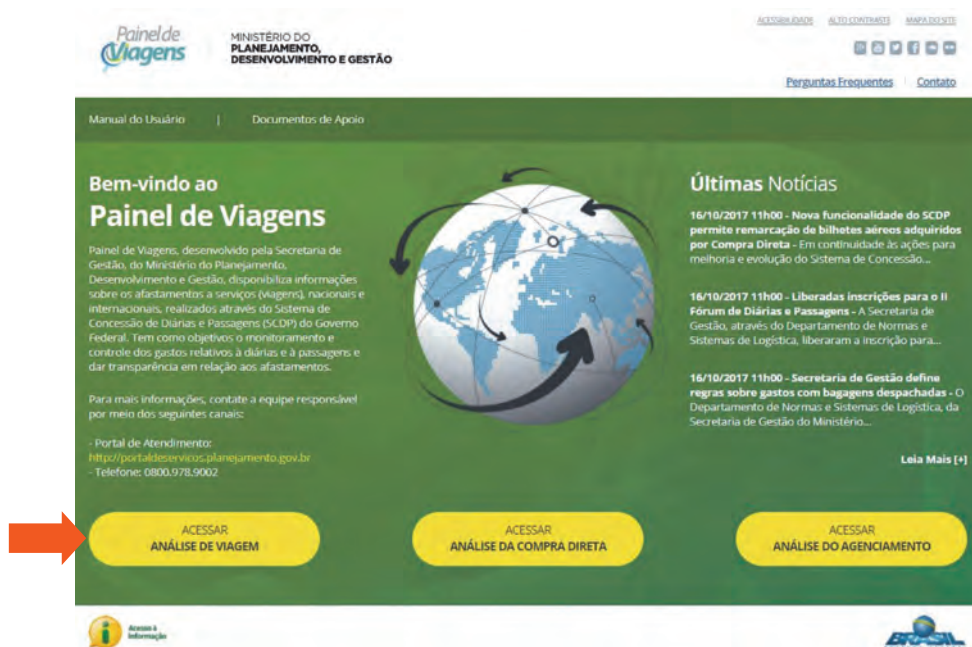 ACESSIBILIDADE ALTO CONTRASTE MAPA DO SITE
Painel de
Viagens
MINISTÉRIO DO
PLANEJAMENTO,
DESENVOLVIMENTO E GESTÃO
Perguntas Frequentes Contato
Manual do Usuário | Documentos de Apoio
Bem-vindo ao
Painel de Viagens
Painel de Viagens, desenvolvido pela Secretaria de
Gestão, do Ministério do Planejamento,
Desenvolvimento e Gestão, disponibiliza informações
sobre os afastamentos a serviços (viagens), nacionais e
internacionais, realizados através do Sistema de
Concessão de Diárias e Passagens (SCDP) do Governo
Federal. Tem como objetivos o monitoramento e
controle dos gastos relativos à diárias e à passagens e
dar transparência em relação aos afastamentos.
Para mais informações, contate a equipe responsável
por meio dos seguintes canais:
- Portal de Atendimento:
http://portaldeservicos.planejamento.gov.br
- Telefone: 0800.978.9002
Últimas Notícias
16/10/2017 11h00 - Nova funcionalidade do SCDP
permite remarcação de bilhetes aéreos adquiridos
por Compra Direta - Em continuidade às ações para
melhoria e evolução do Sistema de Concessão...
16/10/2017 11h00 - Liberadas inscrições para o II
Fórum de Diárias e Passagens - A Secretaria de
Gestão, através do Departamento de Normas e
Sistemas de Logística, liberaram a inscrição para...
16/10/2017 11h00 - Secretaria de Gestão define
regras sobre gastos com bagagens despachadas - O
Departamento de Normas e Sistemas de Logística, da
Secretaria de Gestão do Ministério...
Leia Mais [+]
ACESSAR
ANÁLISE DE VIAGEM
ACESSAR
ANÁLISE DA COMPRA DIRETA
ACESSAR
ANÁLISE DO AGENCIAMENTO
Acesso à
Informação
BRASIL